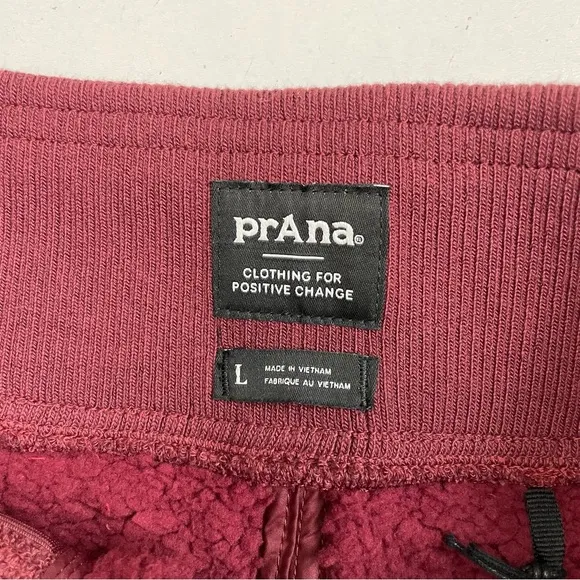 prAna®
CLOTHING FOR
POSITIVE CHANGE
L
MADE IN VIETNAM
FABRIQUE AU VIETNAM